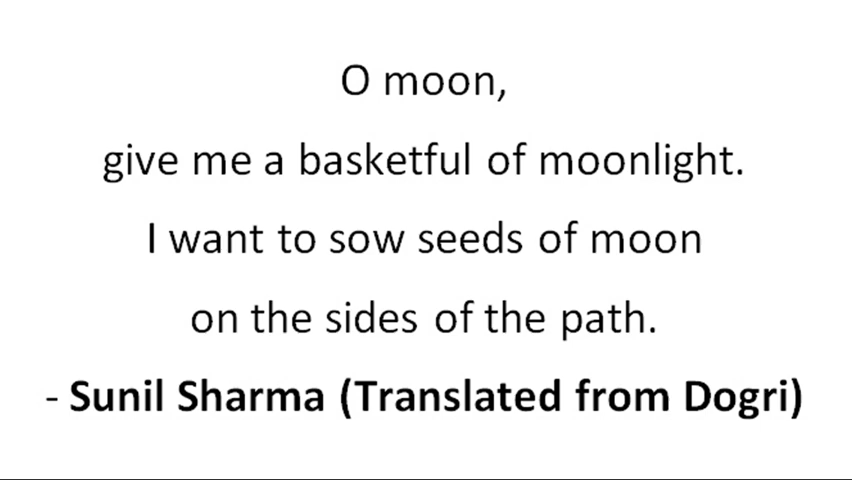 O moon,
give me a basketful of moonlight.
I want to sow seeds of moon
on the sides of the path.
- Sunil Sharma (Translated from Dogri)